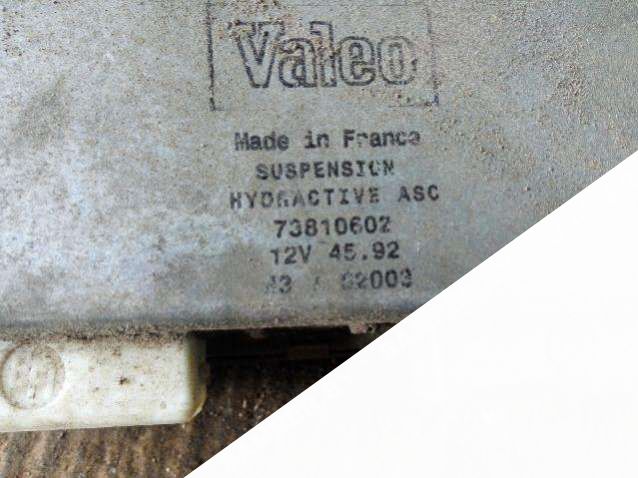 Valeo
Made in France
SUSPENSION
HYDRACTIVE ASC
73810602
12V 45.92